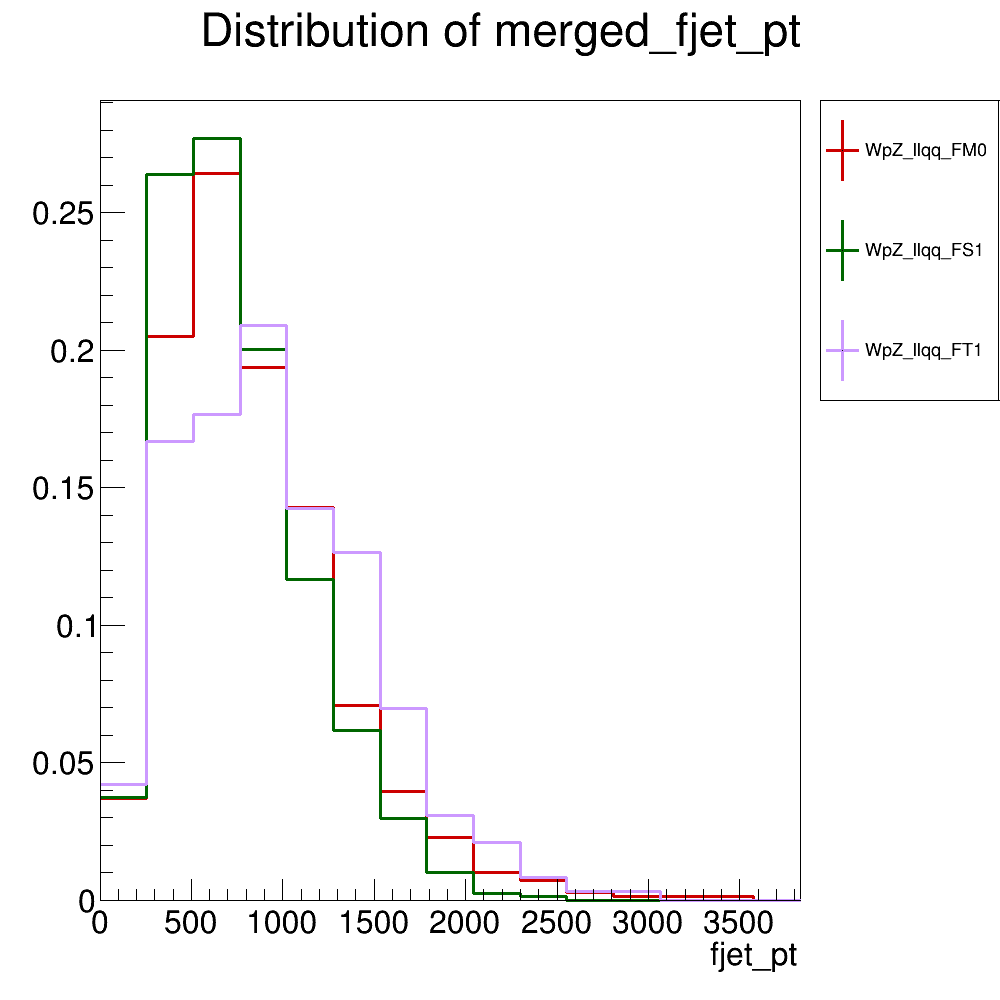 Distribution of merged_fjet_pt
WpZ_llqq_FM0
WpZ_llqq_FS1
WpZ_llqq_FT1
0.25
0.2
0.15
0.1
0.05
0
0 500 1000 1500 2000 2500 3000 3500
fjet_pt